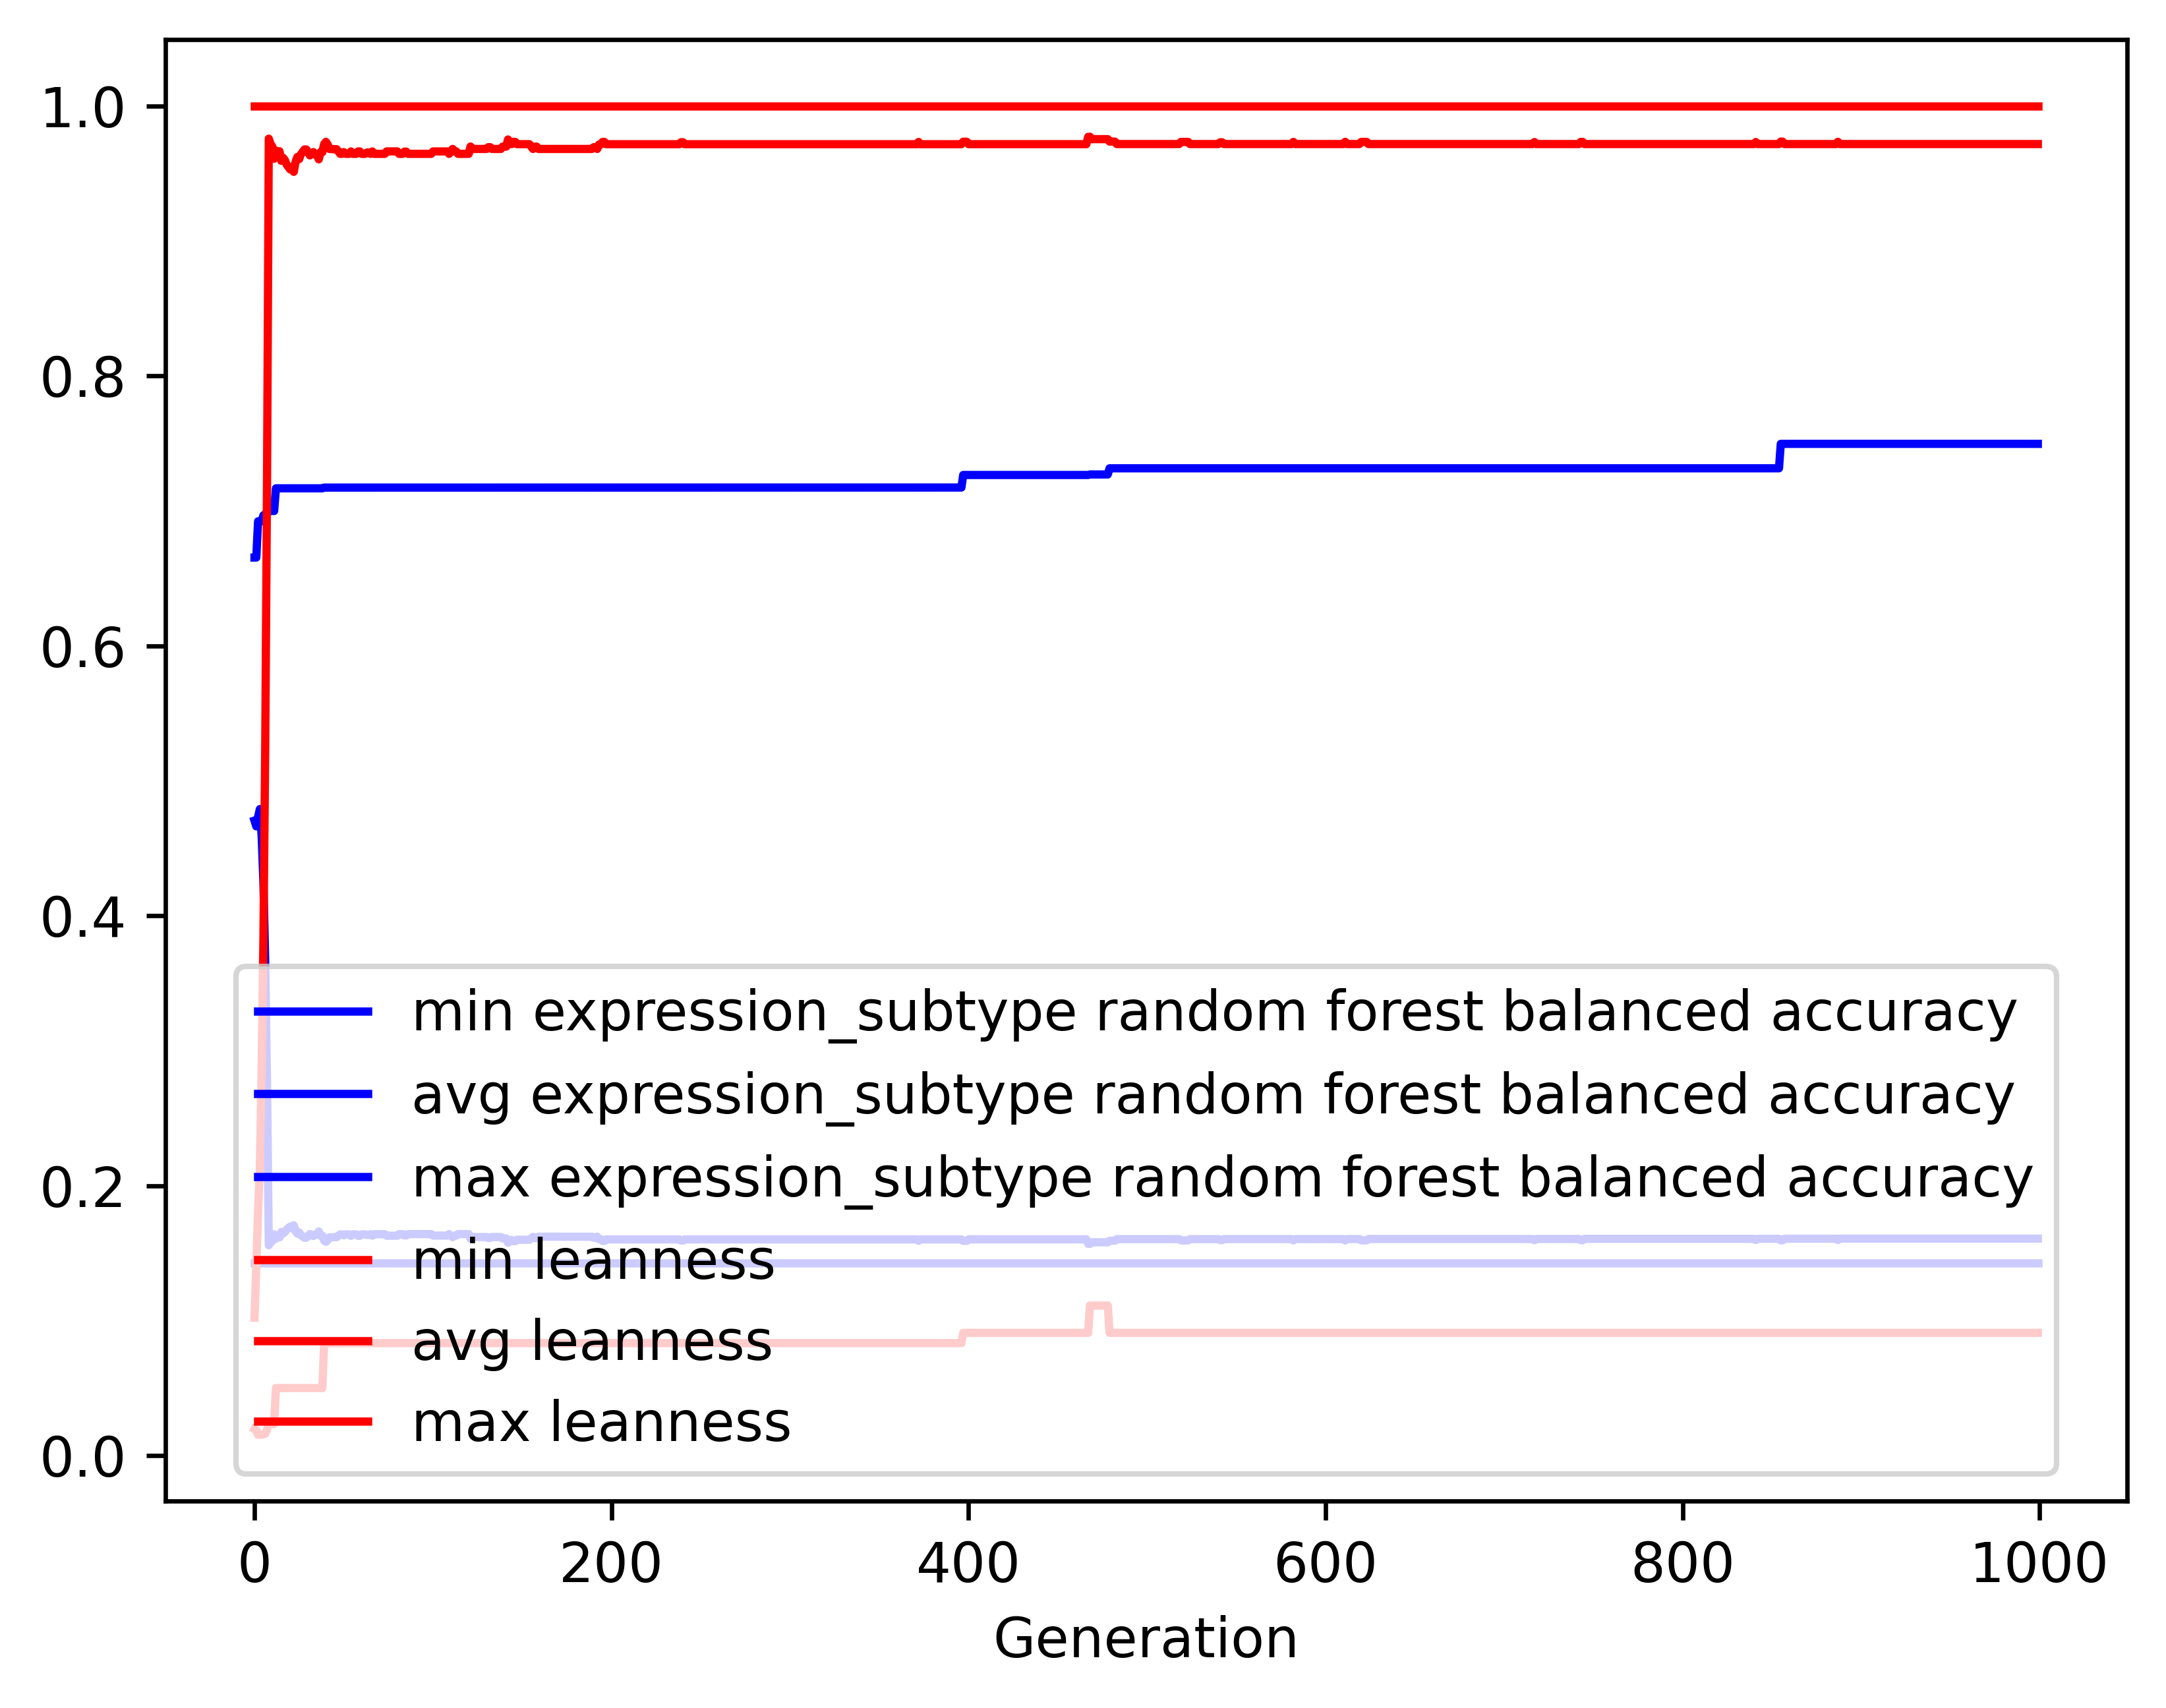 1.0
0.8
0.6
0.4
0.2
0.0
min expression_subtype random forest balanced accuracy
avg expression_subtype random forest balanced accuracy
max expression_subtype random forest balanced accuracy
min leanness
avg leanness
max leanness
0 200 400 600 800 1000
Generation